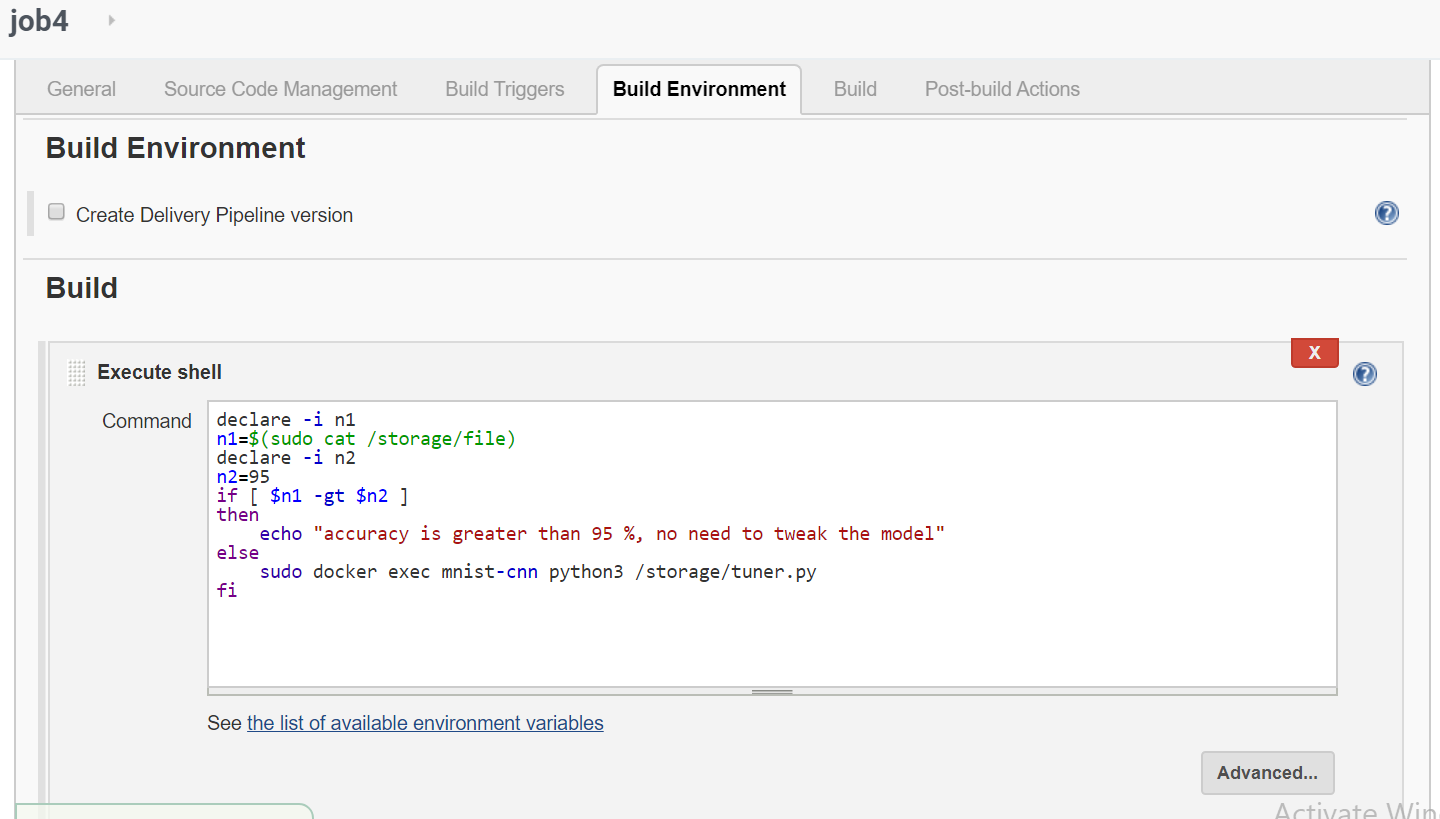 job4
General Source Code Management Build Triggers Build Environment Build Post-build Actions
Build Environment
Create Delivery Pipeline version
Build
X
Execute shell
Command
declare -i n1
n1=$(sudo cat /storage/file)
declare -i n2
n2=95
if [ $n1 -gt $n2 ]
then
    echo "accuracy is greater than 95 %, no need to tweak the model"
else
    sudo docker exec mnist-cnn python3 /storage/tuner.py
fi
See the list of available environment variables
Advanced...
Activate Win